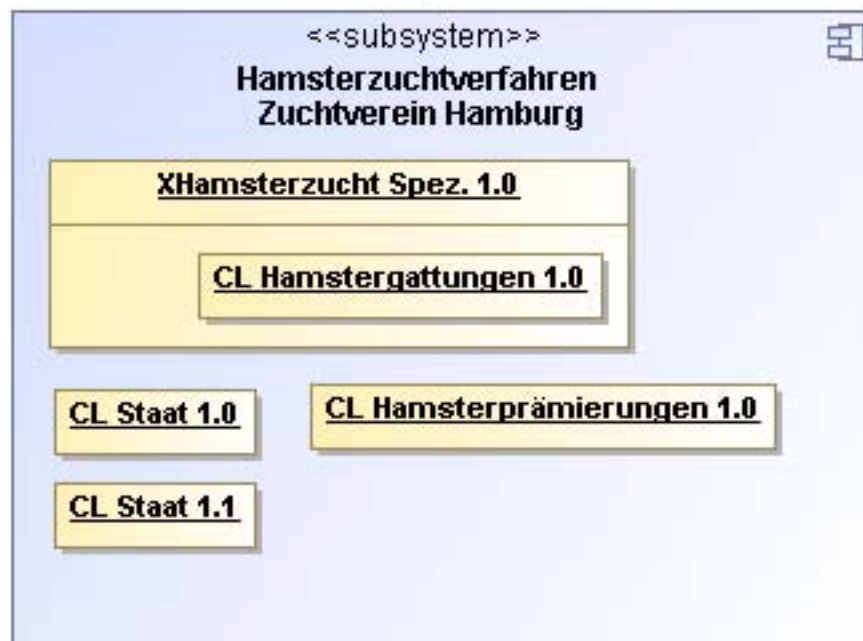 <<subsystem>>
Hamsterzuchtverfahren
Zuchtverein Hamburg
XHamsterzucht Spez. 1.0
CL Hamstergattungen 1.0
CL Staat 1.0
CL Hamsterprämierungen 1.0
CL Staat 1.1